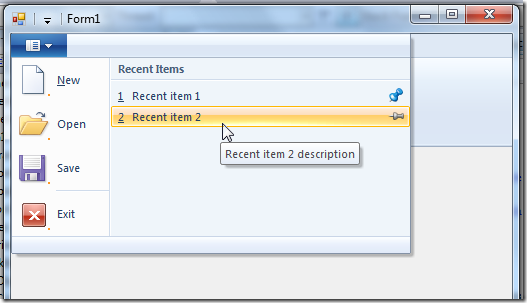 Form1
Recent Items
New
1 Recent item 1
2 Recent item 2
Open
Recent item 2 description
Save
Exit